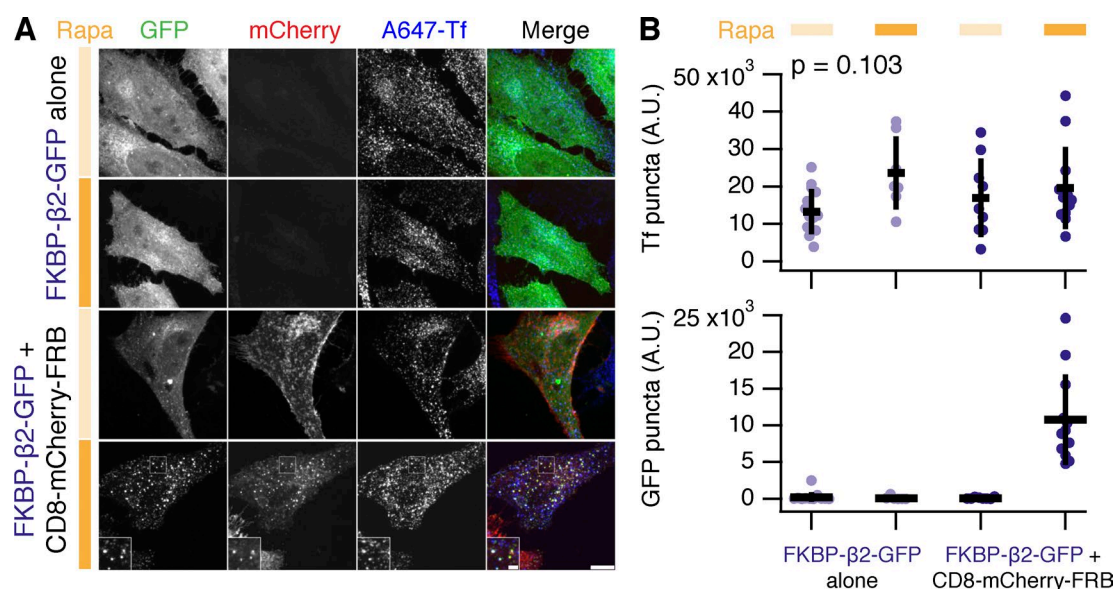 A
Rapa GFP mCherry A647-Tf Merge
FKBP-β2-GFP alone
FKBP-β2-GFP +
CD8-mCherry-FRB
B
Rapa
p = 0.103
50 x10³
40
30
20
10
0
Tf puncta (A.U.)
25 x10³
20
15
10
5
0
GFP puncta (A.U.)
FKBP-β2-GFP
alone
FKBP-β2-GFP +
CD8-mCherry-FRB